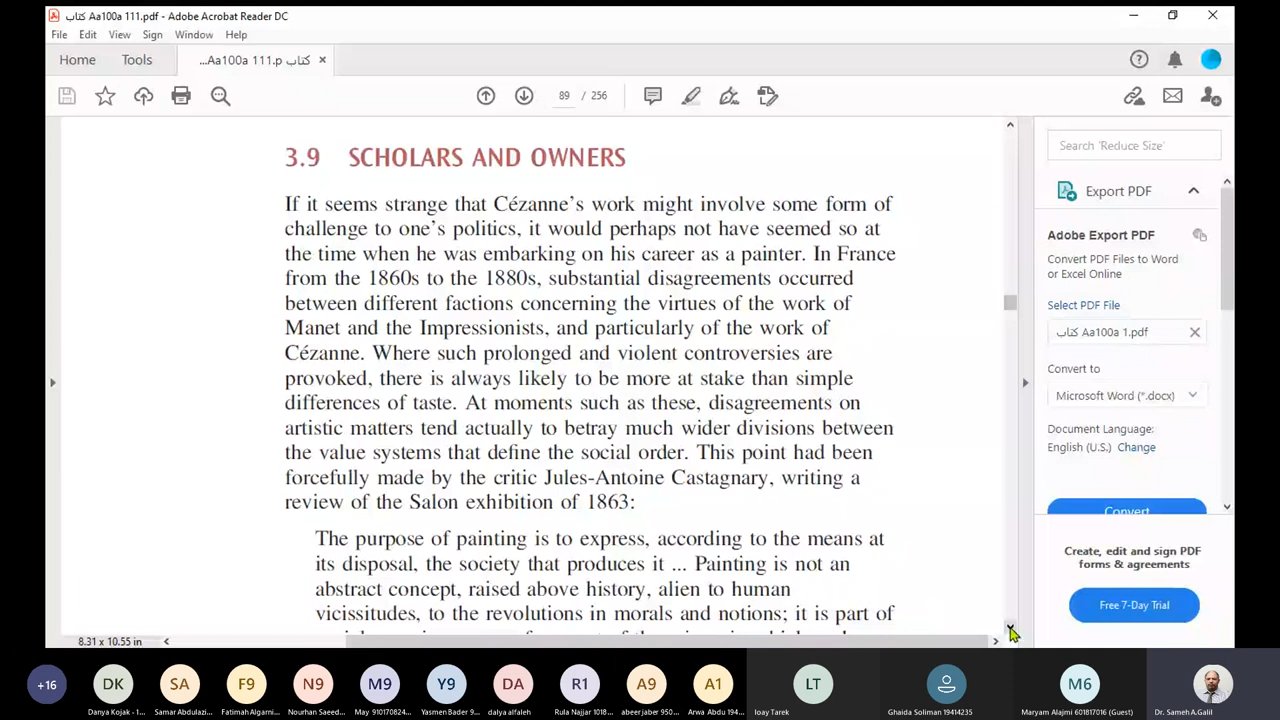 كتاب Aa100a 111.pdf - Adobe Acrobat Reader DC
File Edit View Sign Window Help
Home Tools ...Aa100a 111.p كتاب
89 / 256
3.9 SCHOLARS AND OWNERS
If it seems strange that Cézanne's work might involve some form of
challenge to one's politics, it would perhaps not have seemed so at
the time when he was embarking on his career as a painter. In France
from the 1860s to the 1880s, substantial disagreements occurred
between different factions concerning the virtues of the work of
Manet and the Impressionists, and particularly of the work of
Cézanne. Where such prolonged and violent controversies are
provoked, there is always likely to be more at stake than simple
differences of taste. At moments such as these, disagreements on
artistic matters tend actually to betray much wider divisions between
the value systems that define the social order. This point had been
forcefully made by the critic Jules-Antoine Castagnary, writing a
review of the Salon exhibition of 1863:
The purpose of painting is to express, according to the means at
its disposal, the society that produces it ... Painting is not an
abstract concept, raised above history, alien to human
vicissitudes, to the revolutions in morals and notions; it is part of
8.31 x 10.55 in
Search 'Reduce Size'
Export PDF
Adobe Export PDF
Convert PDF Files to Word
or Excel Online
Select PDF File
كتاب Aa100a 1.pdf
Convert to
Microsoft Word (*.docx)
Document Language:
English (U.S.) Change
Convert
Create, edit and sign PDF
forms & agreements
Free 7-Day Trial
+16 DK SA F9 N9 M9 Y9 DA R1 A9 A1 LT M6
Danya Kojak - 1... Samar Abdulazi... Fatimah Algarni... Nourhan Saeed... May 910170824... Yasmen Bader 9... dalya alfaleh Rula Najjar 1018... abeer jaber 950... Arwa Abdu 194... loay Tarek Ghaida Soliman 19414235 Maryam Alajmi 601817016 (Guest) Dr. Sameh A.Galil